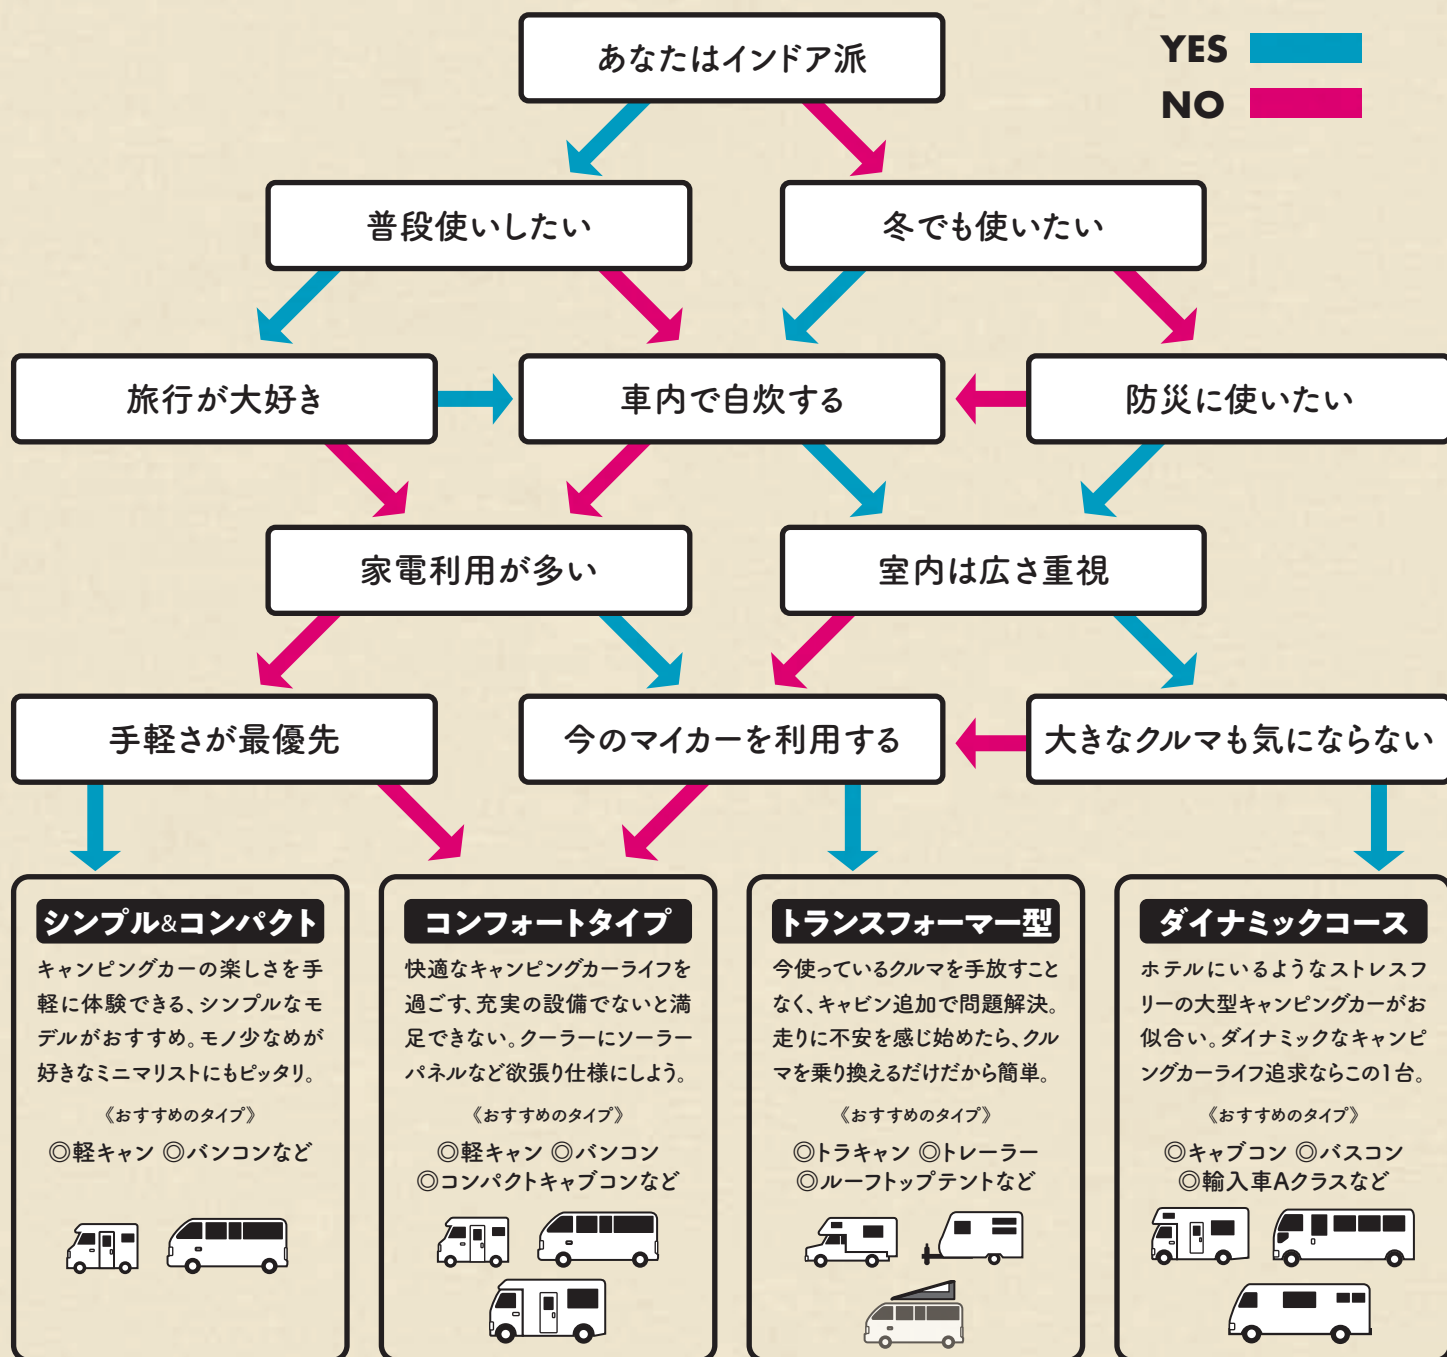 あなたはインドア派
YES
NO
普段使いしたい
冬でも使いたい
旅行が大好き
車内で自炊する
防災に使いたい
家電利用が多い
室内は広さ重視
手軽さが最優先
今のマイカーを利用する
大きなクルマも気にならない
シンプル&コンパクト
キャンピングカーの楽しさを手
軽に体験できる、シンプルなモ
デルがおすすめ。モノ少なめが
好きなミニマリストにもピッタリ。
《おすすめのタイプ》
◎軽キャン ◎バンコンなど
コンフォートタイプ
快適なキャンピングカーライフを
過ごす、充実の設備でないと満
足できない。クーラーにソーラー
パネルなど欲張り仕様にしよう。
《おすすめのタイプ》
◎軽キャン ◎バンコン
◎コンパクトキャブコンなど
トランスフォーマー型
今使っているクルマを手放すこと
なく、キャビン追加で問題解決。
走りに不安を感じ始めたら、クル
マを乗り換えるだけだから簡単。
《おすすめのタイプ》
◎トラキャン ◎トレーラー
◎ルーフトップテントなど
ダイナミックコース
ホテルにいるようなストレスフ
リーの大型キャンピングカーがお
似合い。ダイナミックなキャンピ
ングカーライフ追求ならこの1台。
《おすすめのタイプ》
◎キャブコン ◎バスコン
◎輸入車Aクラスなど